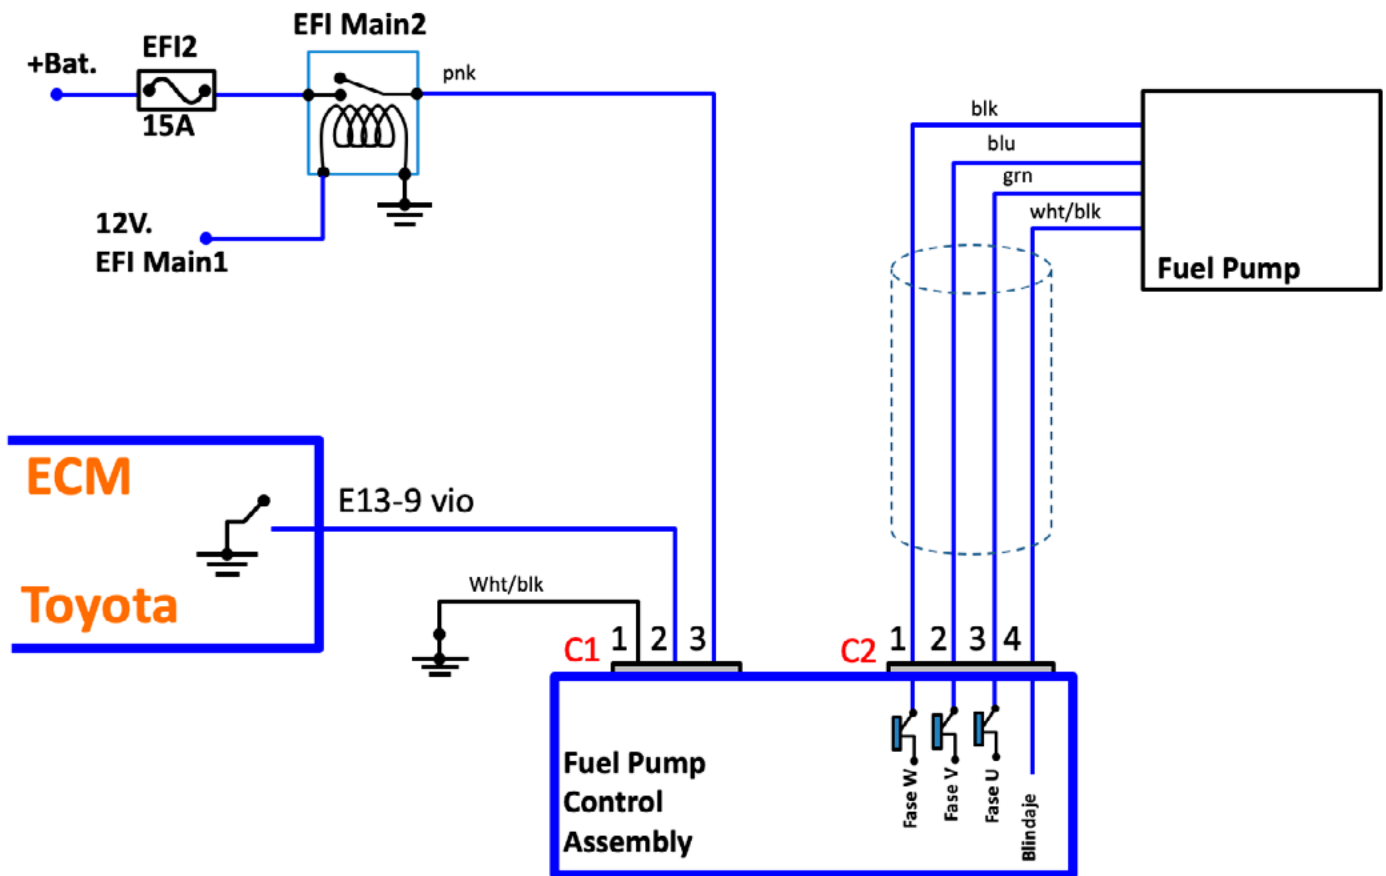 EFI Main2
EFI2
+Bat.
pnk
15A
12V.
EFI Main1
blk
blu
grn
wht/blk
Fuel Pump
ECM
Toyota
E13-9 vio
Wht/blk
C1 1 2 3
C2 1 2 3 4
Fuel Pump
Control
Assembly
Fase W
Fase V
Fase U
Blindaje